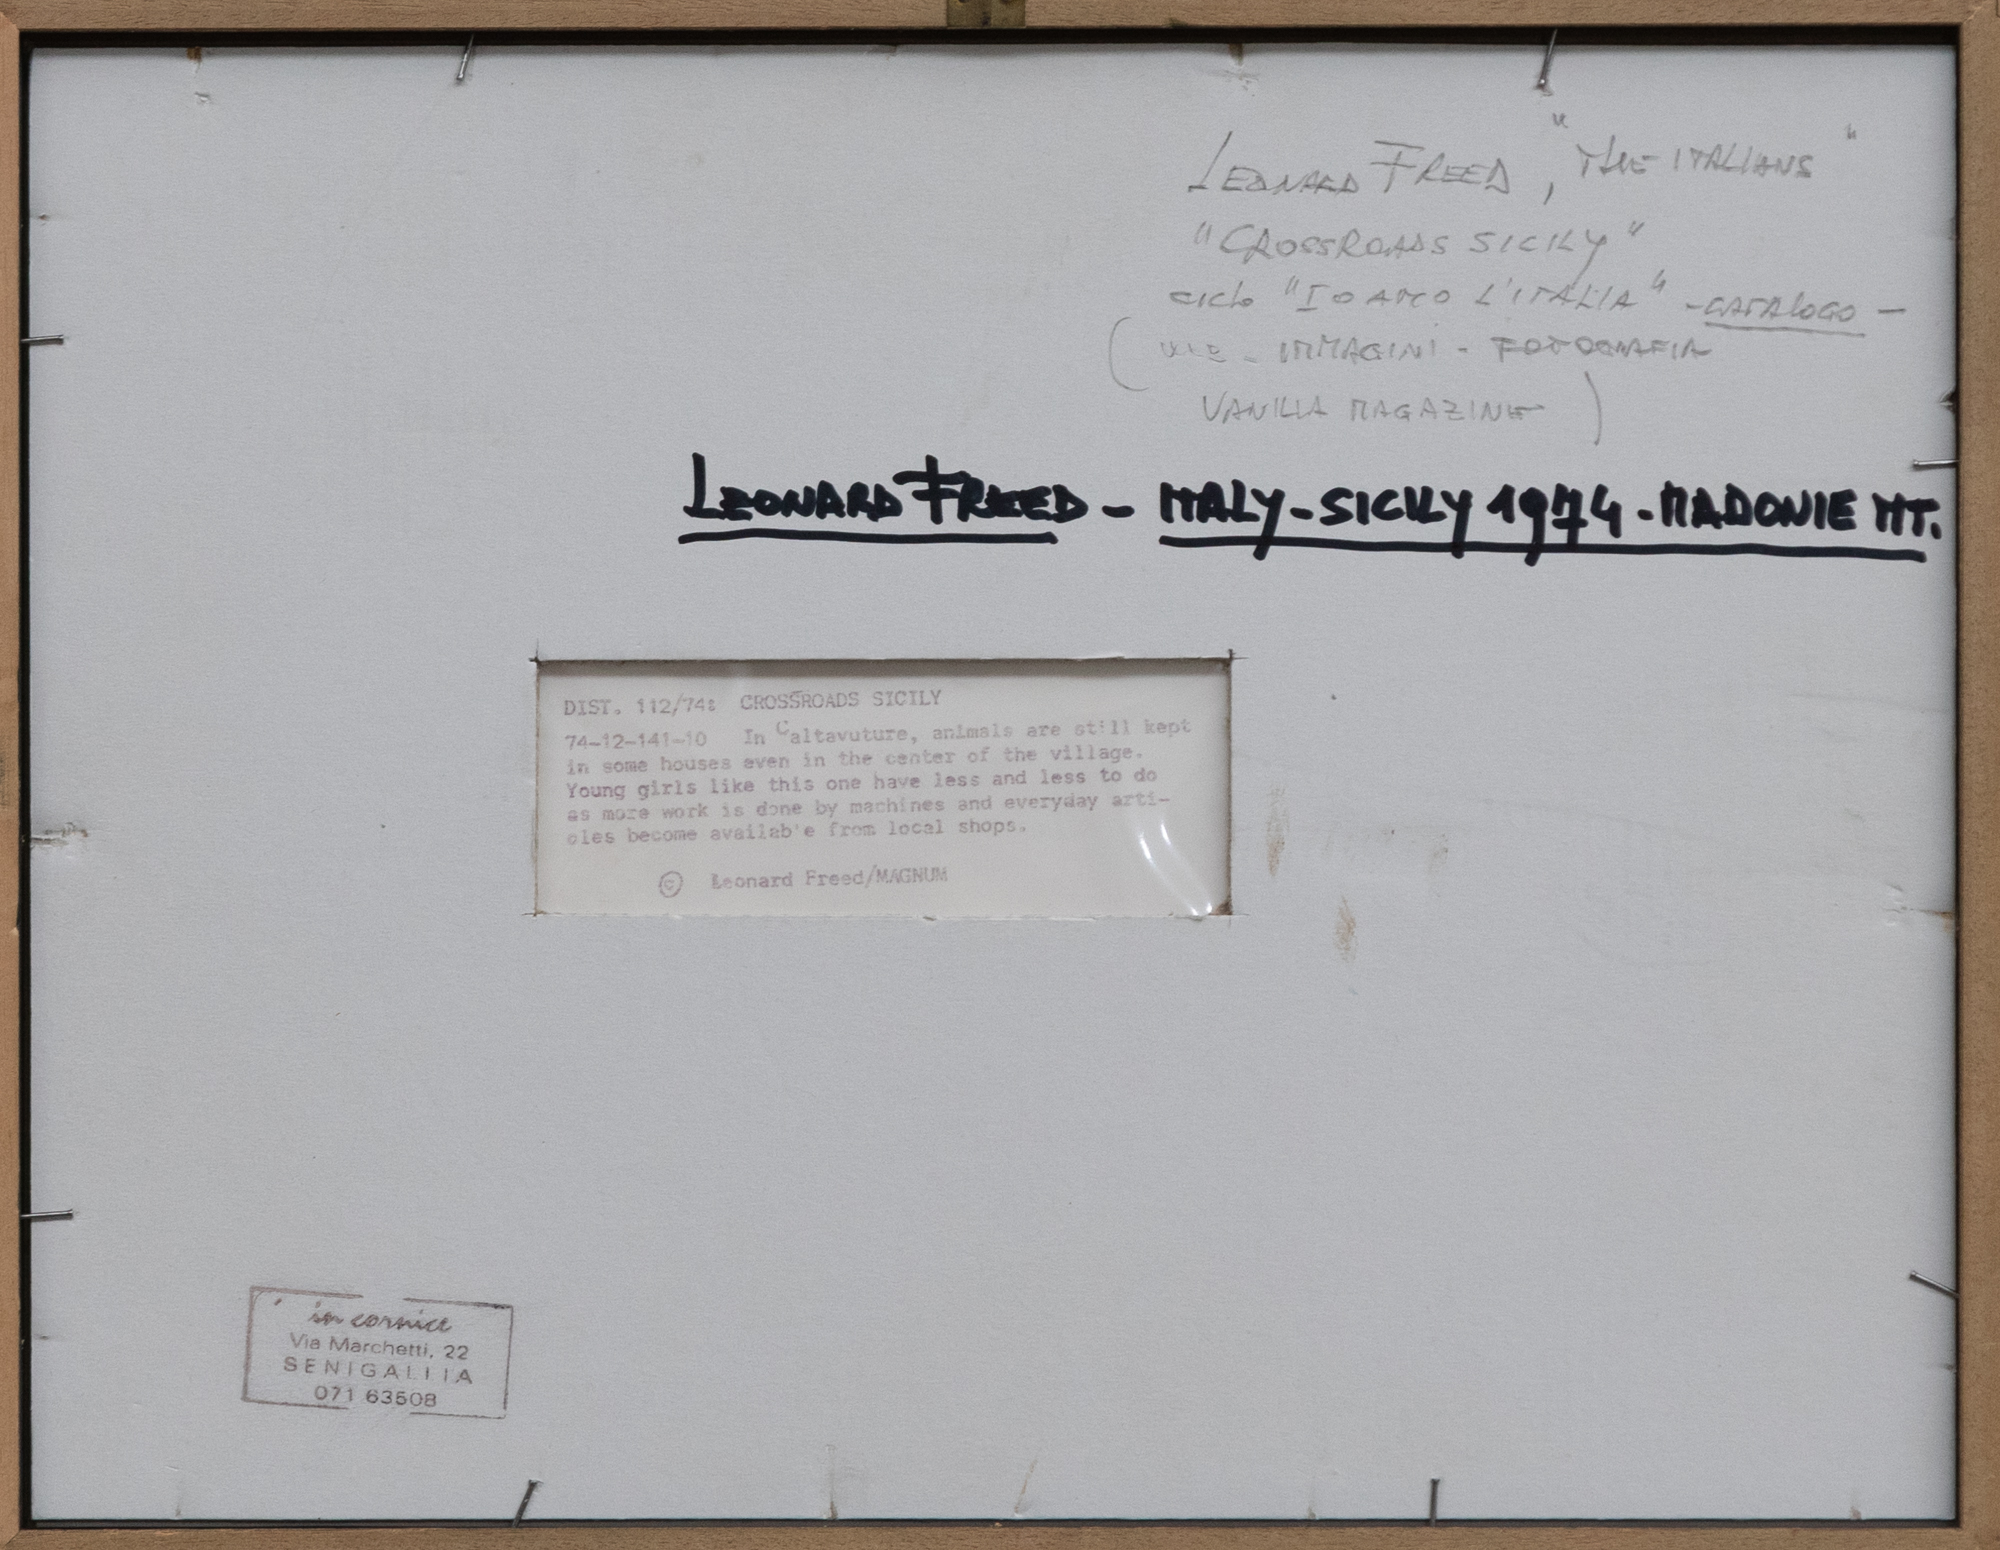 LEONARD FREED, "THE ITALIANS"
"CROSSROADS SICILY"
ciclo "IO AMO L'ITALIA" - CATALOGO -
( - IMMAGINI - FOTOGRAFIA
VANILLA MAGAZINE )
LEONARD FREED - ITALY - SICILY 1974 - MADONIE MT.
DIST. 112/74: CROSSROADS SICILY
74-12-141-10 In Caltavuture, animals are still kept
in some houses even in the center of the village.
Young girls like this one have less and less to do
as more work is done by machines and everyday arti-
cles become available from local shops.
© Leonard Freed/MAGNUM
in cornice
Via Marchetti, 22
SENIGALLIA
071 63508